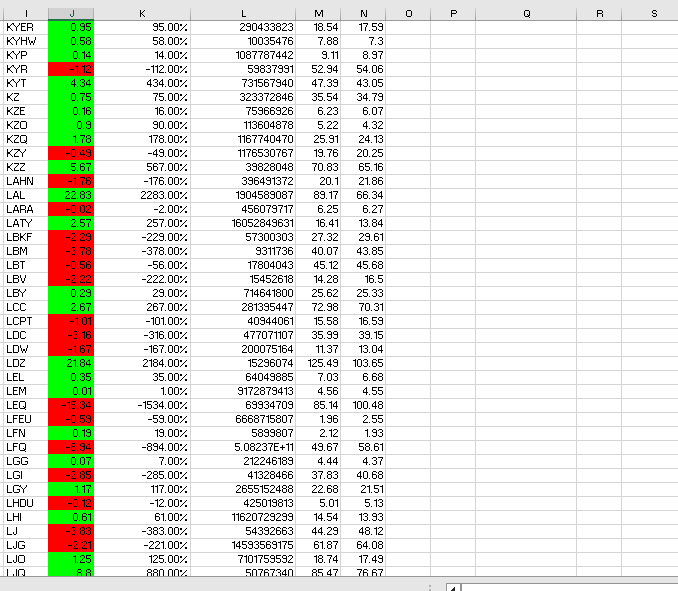 I J K L M N O P Q R S
KYER 0.95 95.00% 290433823 18.54 17.59
KYHW 0.58 58.00% 10035476 7.88 7.3
KYP 0.14 14.00% 1087787442 9.11 8.97
KYR -1.12 -112.00% 59837991 52.94 54.06
KYT 4.34 434.00% 731567940 47.39 43.05
KZ 0.75 75.00% 323372846 35.54 34.79
KZE 0.16 16.00% 75966926 6.23 6.07
KZO 0.9 90.00% 113604878 5.22 4.32
KZQ 1.78 178.00% 1167740470 25.91 24.13
KZY -0.49 -49.00% 1176530767 19.76 20.25
KZZ 5.67 567.00% 39828048 70.83 65.16
LAHN -1.76 -176.00% 396491372 20.1 21.86
LAL 22.83 2283.00% 1904589087 89.17 66.34
LARA -0.02 -2.00% 456079717 6.25 6.27
LATY 2.57 257.00% 16052849631 16.41 13.84
LBKF -2.29 -229.00% 57300303 27.32 29.61
LBM -3.78 -378.00% 9311736 40.07 43.85
LBT -0.56 -56.00% 17804043 45.12 45.68
LBV -2.22 -222.00% 15452618 14.28 16.5
LBY 0.29 29.00% 714641800 25.62 25.33
LCC 2.67 267.00% 281395447 72.98 70.31
LCPT -1.01 -101.00% 40944061 15.58 16.59
LDC -3.16 -316.00% 477071107 35.99 39.15
LDW -1.67 -167.00% 200075164 11.37 13.04
LDZ 21.84 2184.00% 15296074 125.49 103.65
LEL 0.35 35.00% 64049885 7.03 6.68
LEM 0.01 1.00% 9172879413 4.56 4.55
LEQ -15.34 -1534.00% 69934709 85.14 100.48
LFEU -0.59 -59.00% 6668715807 1.96 2.55
LFN 0.19 19.00% 5899807 2.12 1.93
LFQ -8.94 -894.00% 5.08237E+11 49.67 58.61
LGG 0.07 7.00% 212246189 4.44 4.37
LGI -2.85 -285.00% 41328466 37.83 40.68
LGY 1.17 117.00% 2655152488 22.68 21.51
LHDU -0.12 -12.00% 425019813 5.01 5.13
LHI 0.61 61.00% 11620729299 14.54 13.93
LJ -3.83 -383.00% 54392663 44.29 48.12
LJG -2.21 -221.00% 14593569175 61.87 64.08
LJO 1.25 125.00% 7101759592 18.74 17.49
LJQ 8.8 880.00% 50767340 85.47 76.67